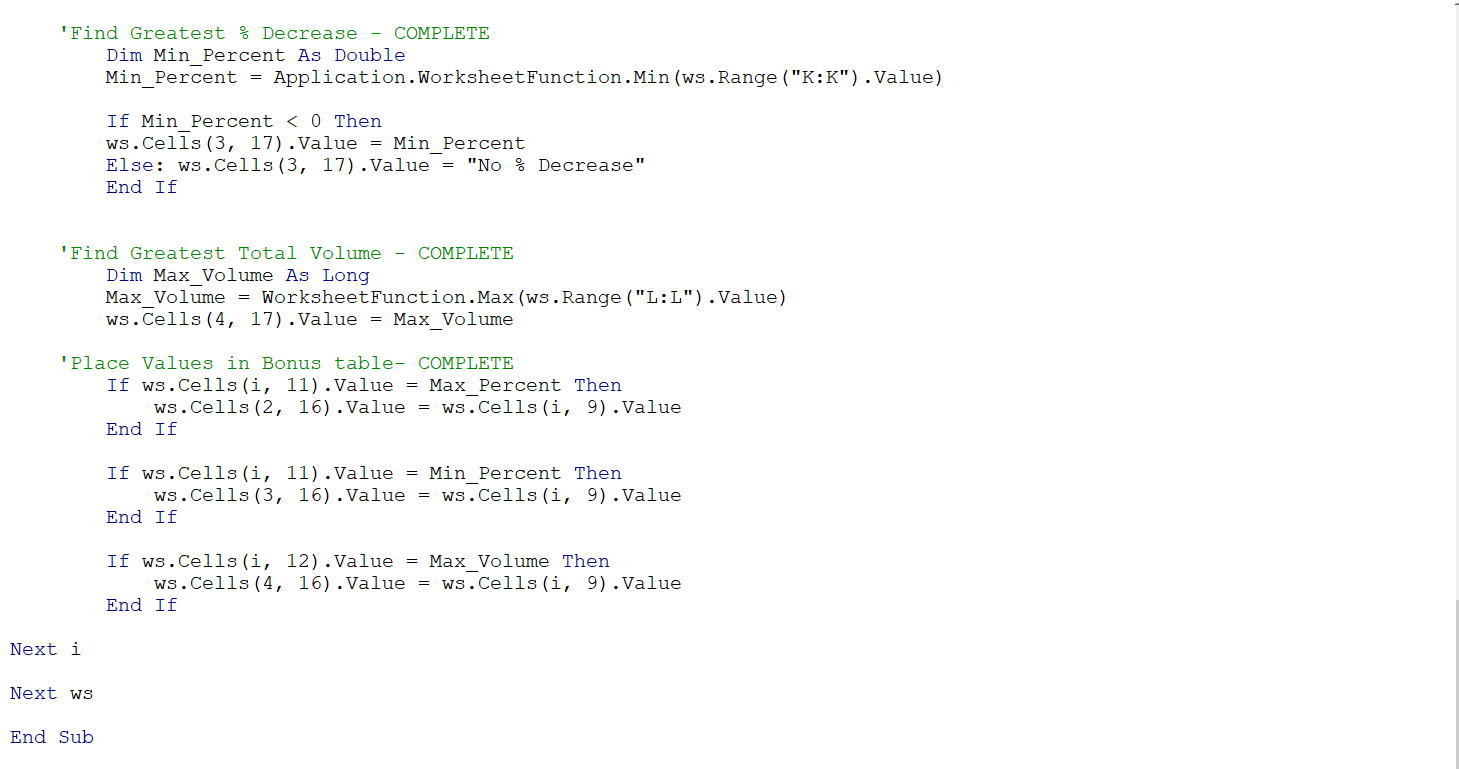 'Find Greatest % Decrease - COMPLETE
Dim Min_Percent As Double
Min_Percent = Application.WorksheetFunction.Min(ws.Range("K:K").Value)
If Min_Percent < 0 Then
ws.Cells(3, 17).Value = Min_Percent
Else: ws.Cells(3, 17).Value = "No % Decrease"
End If
'Find Greatest Total Volume - COMPLETE
Dim Max_Volume As Long
Max_Volume = WorksheetFunction.Max(ws.Range("L:L").Value)
ws.Cells(4, 17).Value = Max_Volume
'Place Values in Bonus table- COMPLETE
If ws.Cells(i, 11).Value = Max_Percent Then
ws.Cells(2, 16).Value = ws.Cells(i, 9).Value
End If
If ws.Cells(i, 11).Value = Min_Percent Then
ws.Cells(3, 16).Value = ws.Cells(i, 9).Value
End If
If ws.Cells(i, 12).Value = Max_Volume Then
ws.Cells(4, 16).Value = ws.Cells(i, 9).Value
End If
Next i
Next ws
End Sub